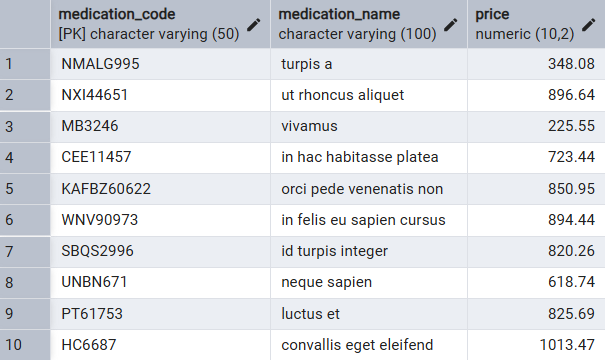 medication_code medication_name price
[PK] character varying (50) character varying (100) numeric (10,2)
1 NMALG995 turpis a 348.08
2 NXI44651 ut rhoncus aliquet 896.64
3 MB3246 vivamus 225.55
4 CEE11457 in hac habitasse platea 723.44
5 KAFBZ60622 orci pede venenatis non 850.95
6 WNV90973 in felis eu sapien cursus 894.44
7 SBQS2996 id turpis integer 820.26
8 UNBN671 neque sapien 618.74
9 PT61753 luctus et 825.69
10 HC6687 convallis eget eleifend 1013.47